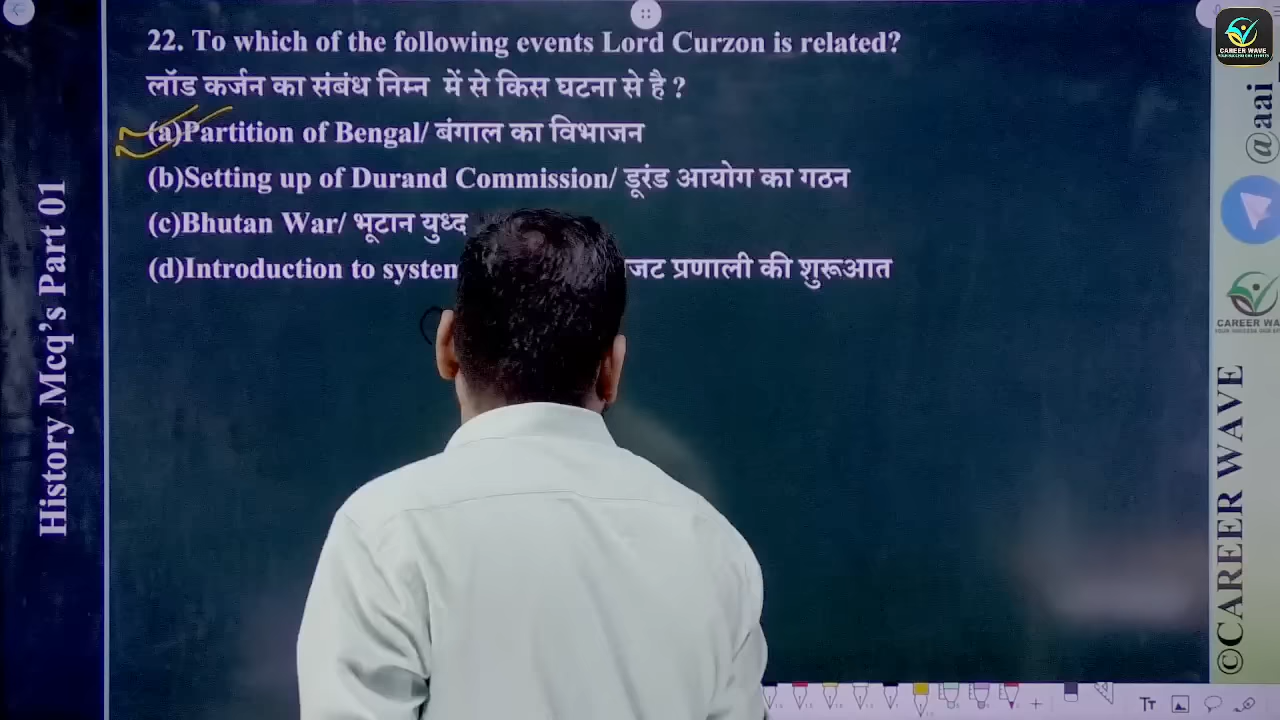 22. To which of the following events Lord Curzon is related?
लॉड कर्जन का संबंध निम्न में से किस घटना से है ?
(a)Partition of Bengal/ बंगाल का विभाजन
(b)Setting up of Durand Commission/ डूरंड आयोग का गठन
(c)Bhutan War/ भूटान युध्द
(d)Introduction to प्रणाली की शुरूआत
History Mcq's Part 01
CAREER WAVE
@aai
CAREER
©CAREER WAVE
Tт